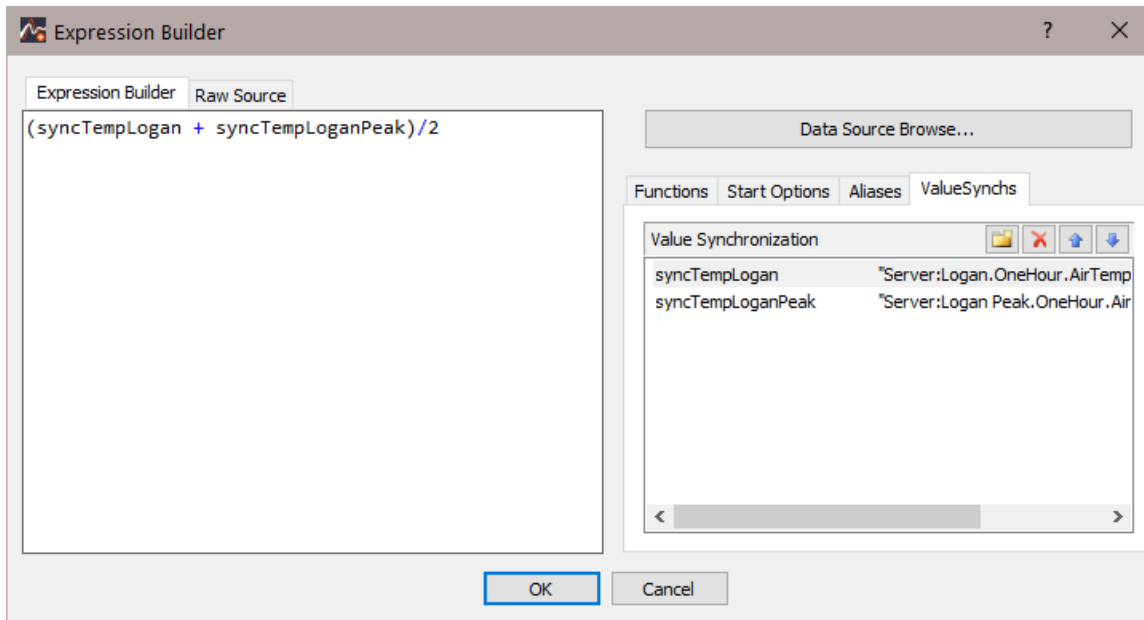 Expression Builder ?
Expression Builder Raw Source
(syncTempLogan + syncTempLoganPeak)/2
Data Source Browse...
Functions Start Options Aliases ValueSynchs
Value Synchronization
syncTempLogan "Server:Logan.OneHour.AirTemp
syncTempLoganPeak "Server:Logan Peak.OneHour.Air
OK Cancel